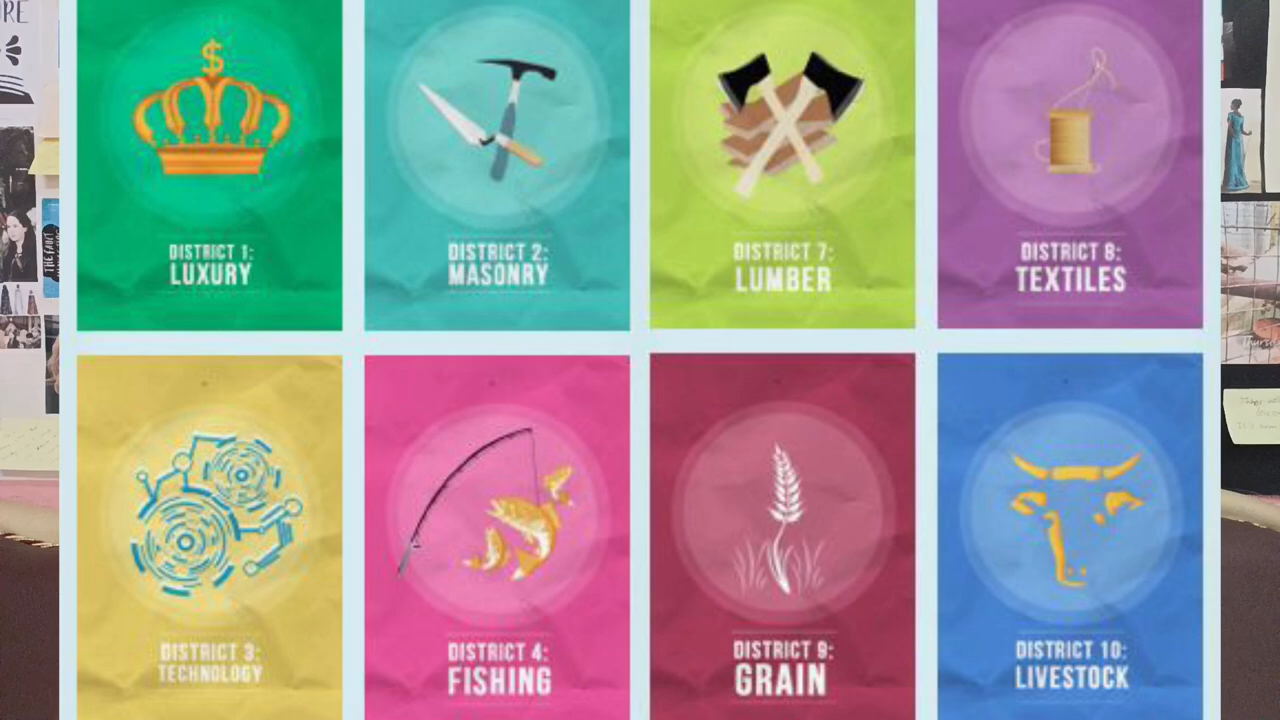 DISTRICT 1:
LUXURY
DISTRICT 2:
MASONRY
DISTRICT 7:
LUMBER
DISTRICT 8:
TEXTILES
DISTRICT 3:
TECHNOLOGY
DISTRICT 4:
FISHING
DISTRICT 9:
GRAIN
DISTRICT 10:
LIVESTOCK